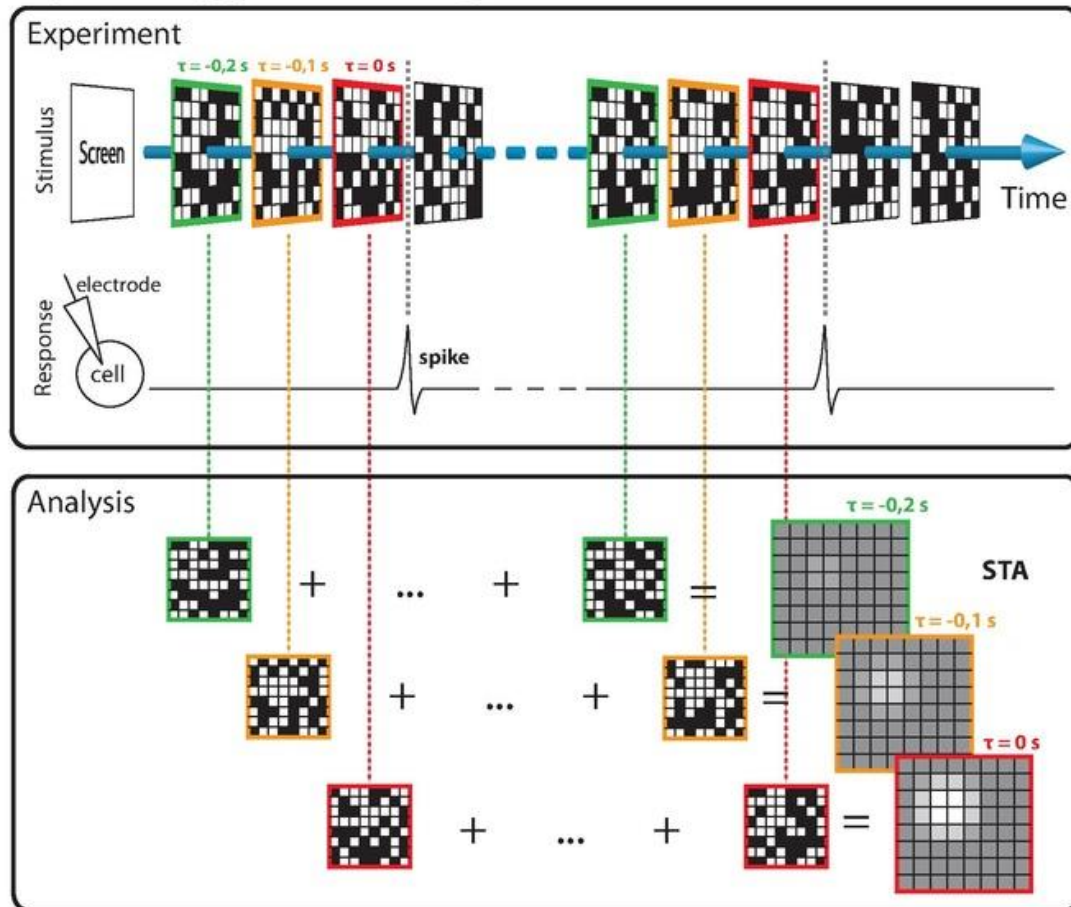 Experiment
τ = -0,2 s τ = -0,1 s τ = 0 s
Stimulus
Screen
Time
electrode
Response
cell
spike
Analysis
τ = -0,2 s
+ ... + =
STA
τ = -0,1 s
+ ... + =
τ = 0 s
+ ... + =